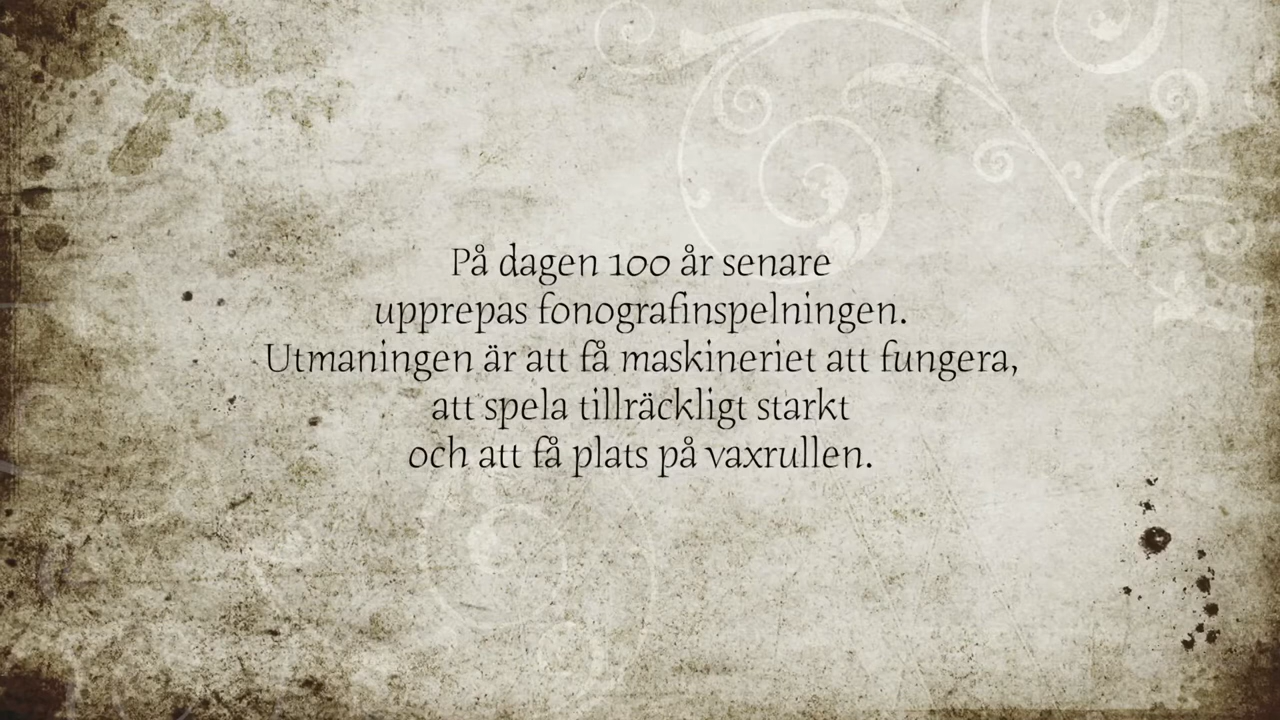 På dagen 100 år senare
upprepas fonografinspelningen.
Utmaningen är att få maskineriet att fungera,
att spela tillräckligt starkt
och att få plats på vaxrullen.